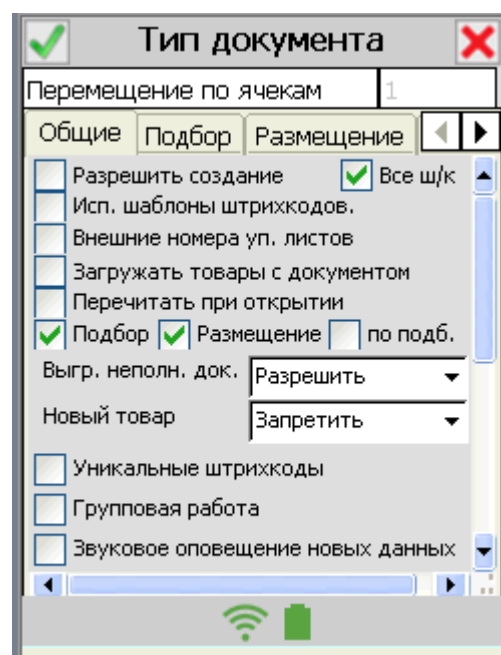 Тип документа
Перемещение по ячекам 1
Общие Подбор Размещение
Разрешить создание Все ш/к
Исп. шаблоны штрихкодов.
Внешние номера уп. листов
Загружать товары с документом
Перечитать при открытии
Подбор Размещение по подб.
Выгр. неполн. док. Разрешить
Новый товар Запретить
Уникальные штрихкоды
Групповая работа
Звуковое оповещение новых данных